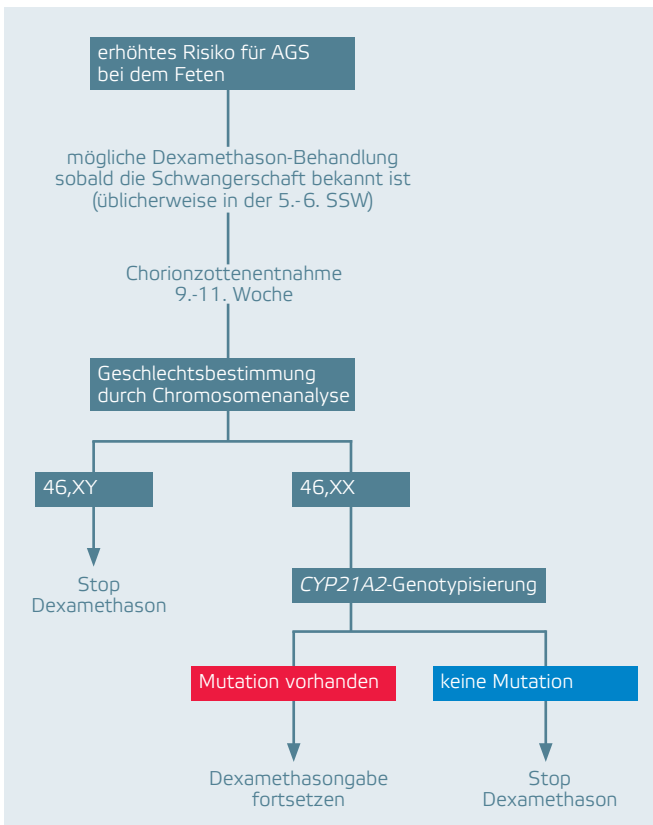 erhöhtes Risiko für AGS
bei dem Feten
mögliche Dexamethason-Behandlung
sobald die Schwangerschaft bekannt ist
(üblicherweise in der 5.-6. SSW)
Chorionzottenentnahme
9.-11. Woche
Geschlechtsbestimmung
durch Chromosomenanalyse
46,XY
46,XX
Stop
Dexamethason
CYP21A2-Genotypisierung
Mutation vorhanden
keine Mutation
Dexamethasongabe
fortsetzen
Stop
Dexamethason